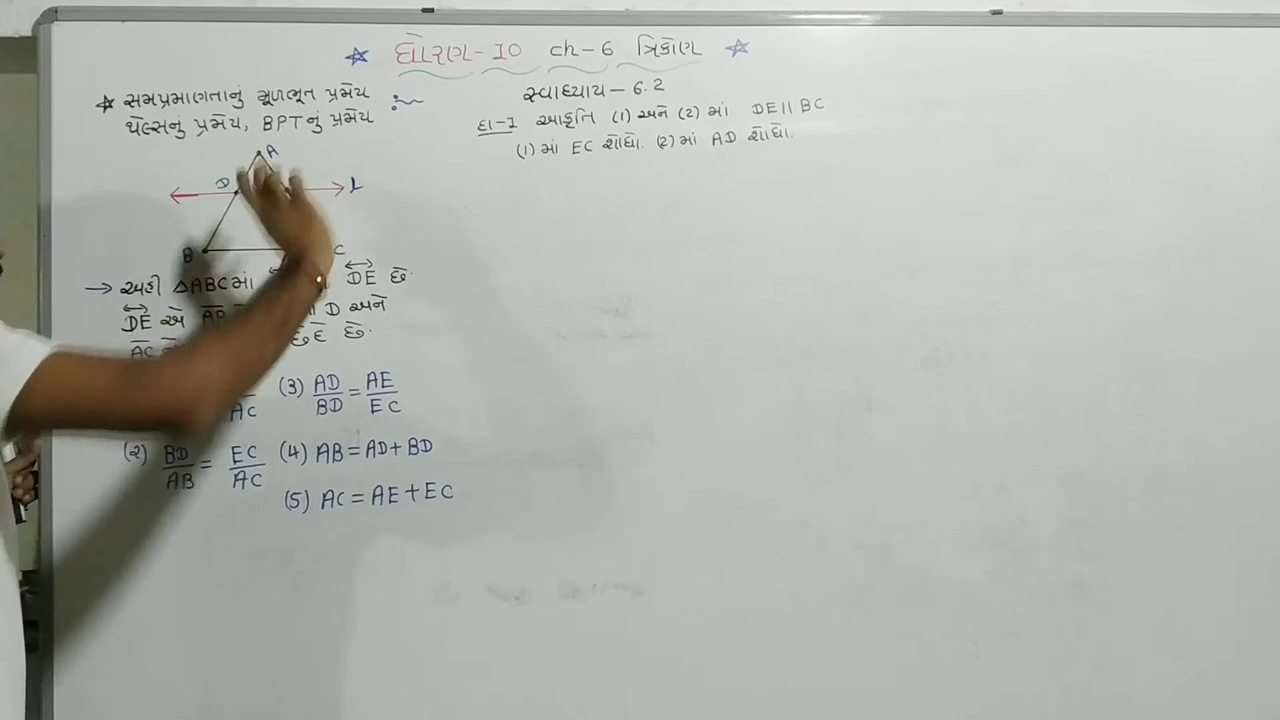 ☆ ધોરણ-10 ch-6 ત્રિકોણ ☆
☆ સમપ્રમાણતાનું મૂળભૂત પ્રમેય :~
થેલ્સનું પ્રમેય, BPTનું પ્રમેય
A
D L
B C
→ અહીં ΔABCમાં DE છે.
DE એ AB D અને
AC છેદે છે.
AC (3) AD/BD = AE/EC
(2) BD/AB = EC/AC (4) AB = AD + BD
(5) AC = AE + EC
સ્વાધ્યાય - 6.2
દા-1 આકૃતિ (1) અને (2) માં DE || BC
(1) માં EC શોધો. (2) માં AD શોધો.